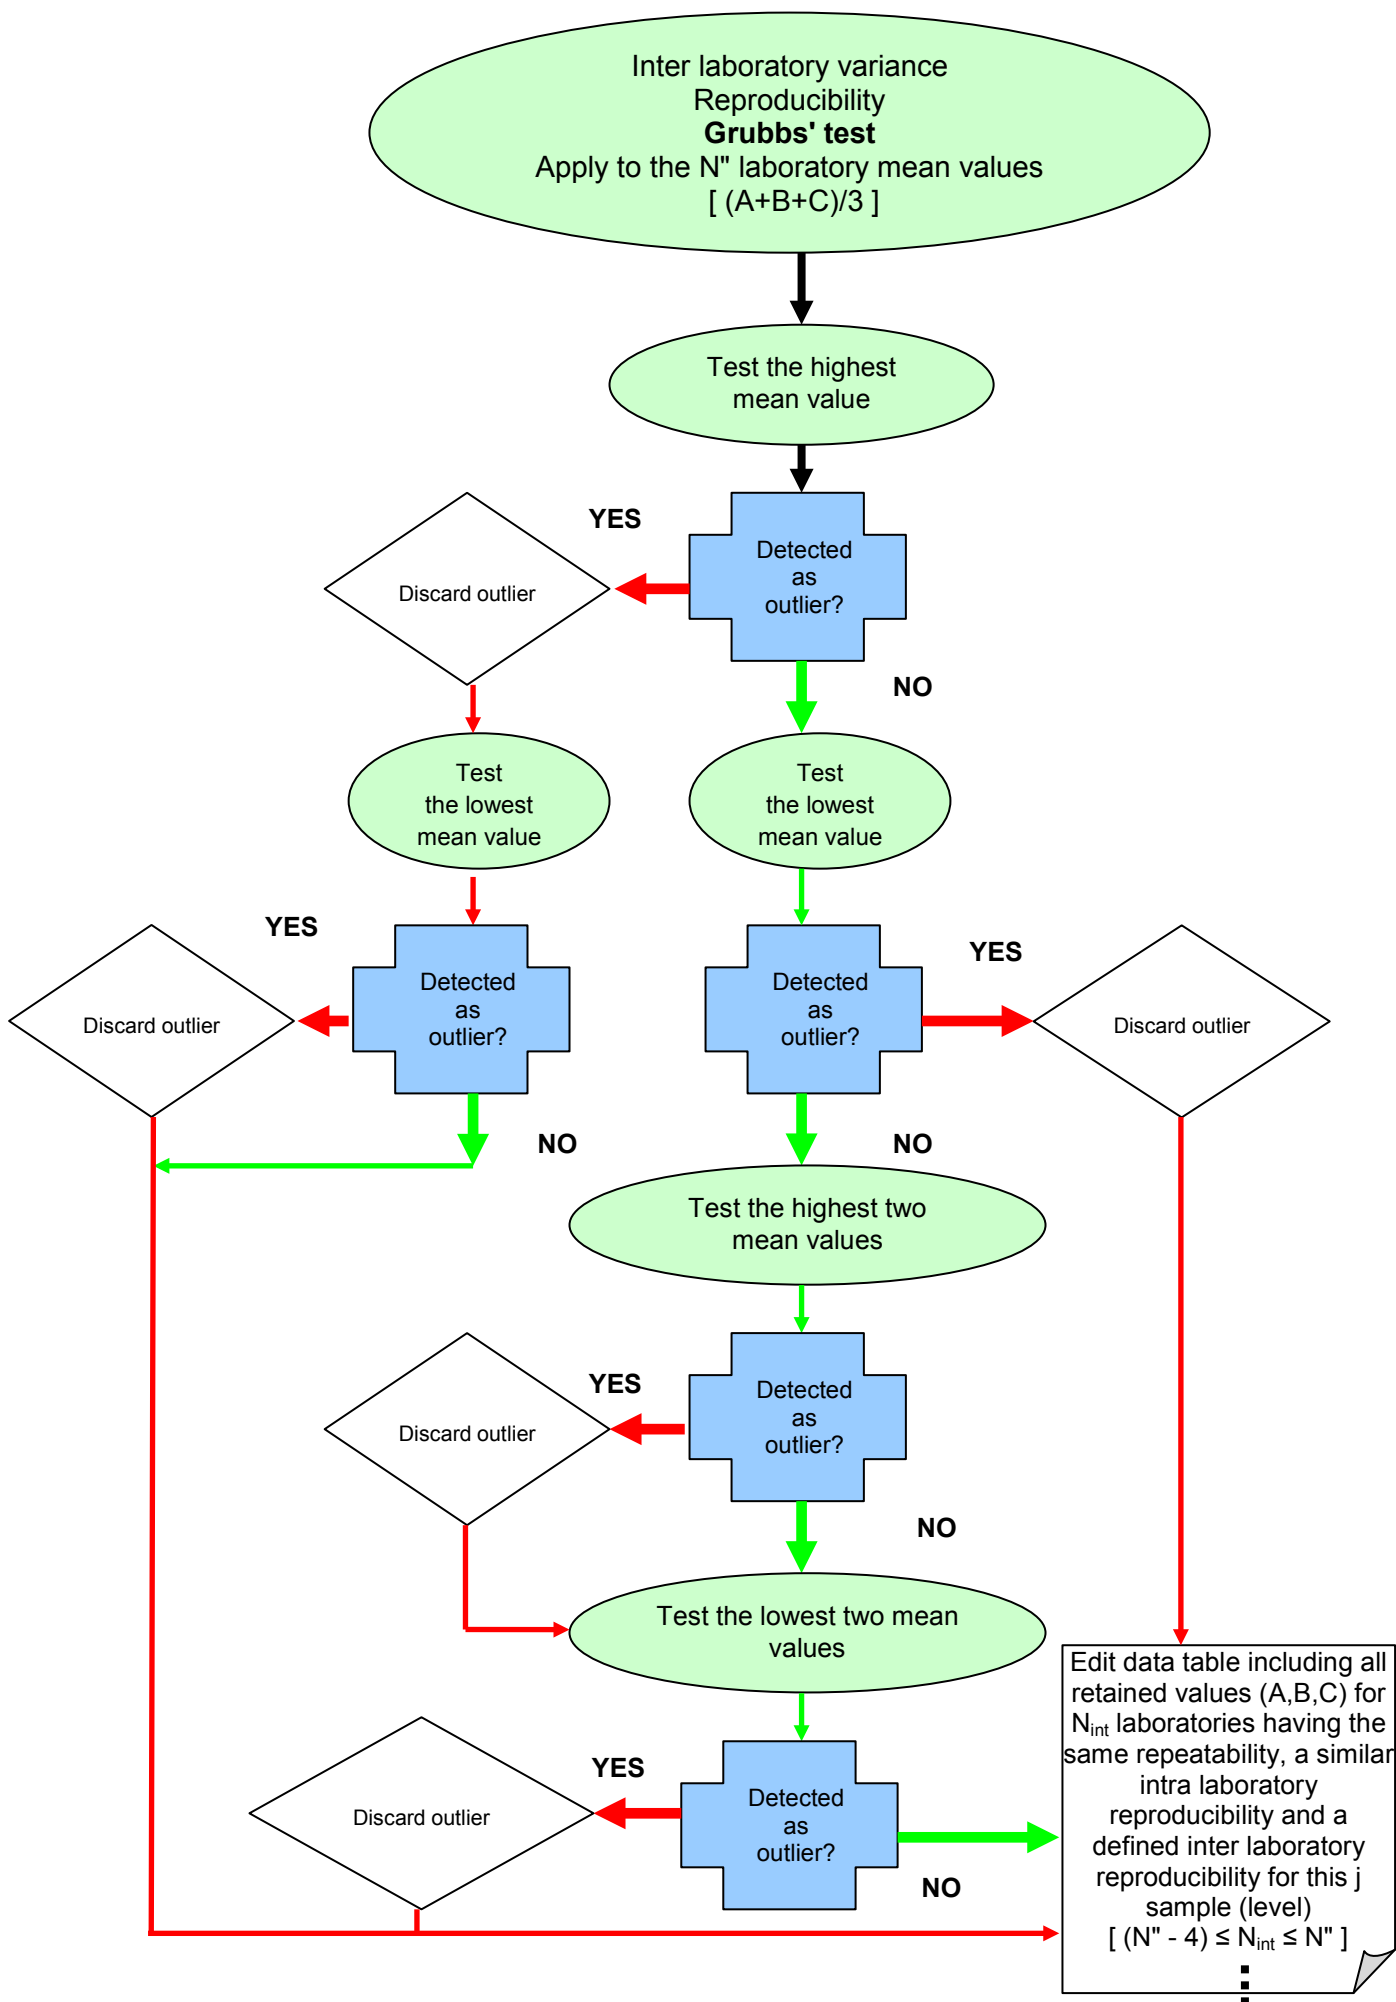 Inter laboratory variance
Reproducibility
Grubbs' test
Apply to the N" laboratory mean values
[ (A+B+C)/3 ]
Test the highest
mean value
YES
Detected
as
outlier?
Discard outlier
NO
Test
the lowest
mean value
Test
the lowest
mean value
YES
Detected
as
outlier?
Discard outlier
NO
YES
Detected
as
outlier?
Discard outlier
NO
Test the highest two
mean values
YES
Detected
as
outlier?
Discard outlier
NO
Test the lowest two mean
values
YES
Detected
as
outlier?
Discard outlier
NO
Edit data table including all
retained values (A,B,C) for
Nint laboratories having the
same repeatability, a similar
intra laboratory
reproducibility and a
defined inter laboratory
reproducibility for this j
sample (level)
[ (N" - 4) ≤ Nint ≤ N" ]